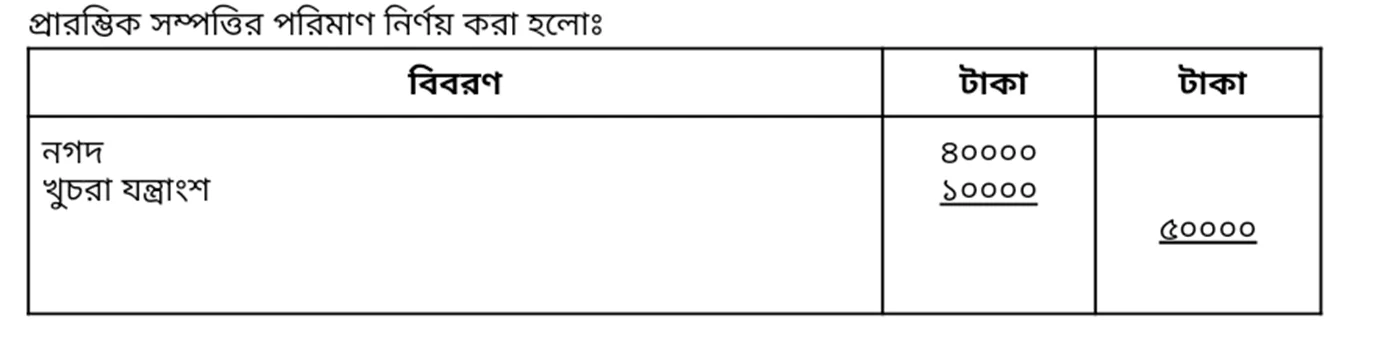 প্রারম্ভিক সম্পত্তির পরিমাণ নির্ণয় করা হলোঃ
বিবরণ টাকা টাকা
নগদ ৪০০০০
খুচরা যন্ত্রাংশ ১০০০০
৫০০০০